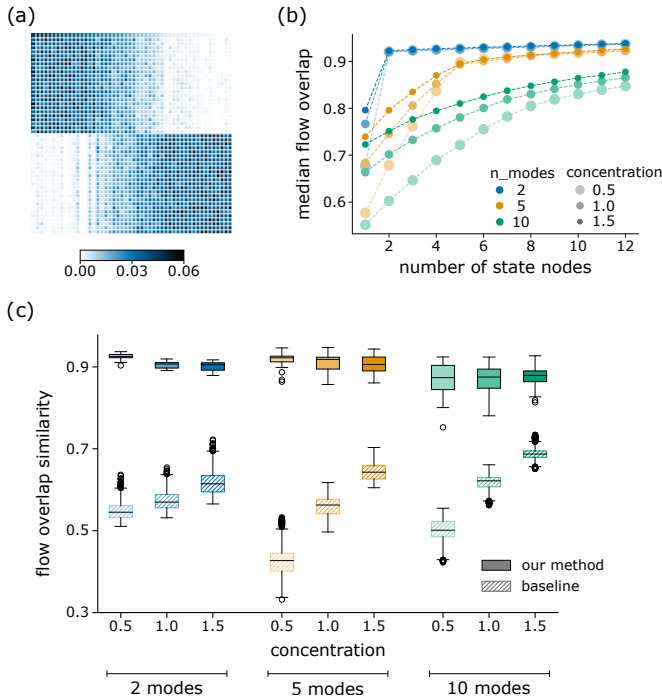 (a)
0.00 0.03 0.06
(b)
median flow overlap
0.9
0.8
0.7
0.6
n_modes concentration
2 0.5
5 1.0
10 1.5
2 4 6 8 10 12
number of state nodes
(c)
flow overlap similarity
0.9
0.7
0.5
0.3
our method
baseline
0.5 1.0 1.5 0.5 1.0 1.5 0.5 1.0 1.5
concentration
2 modes 5 modes 10 modes